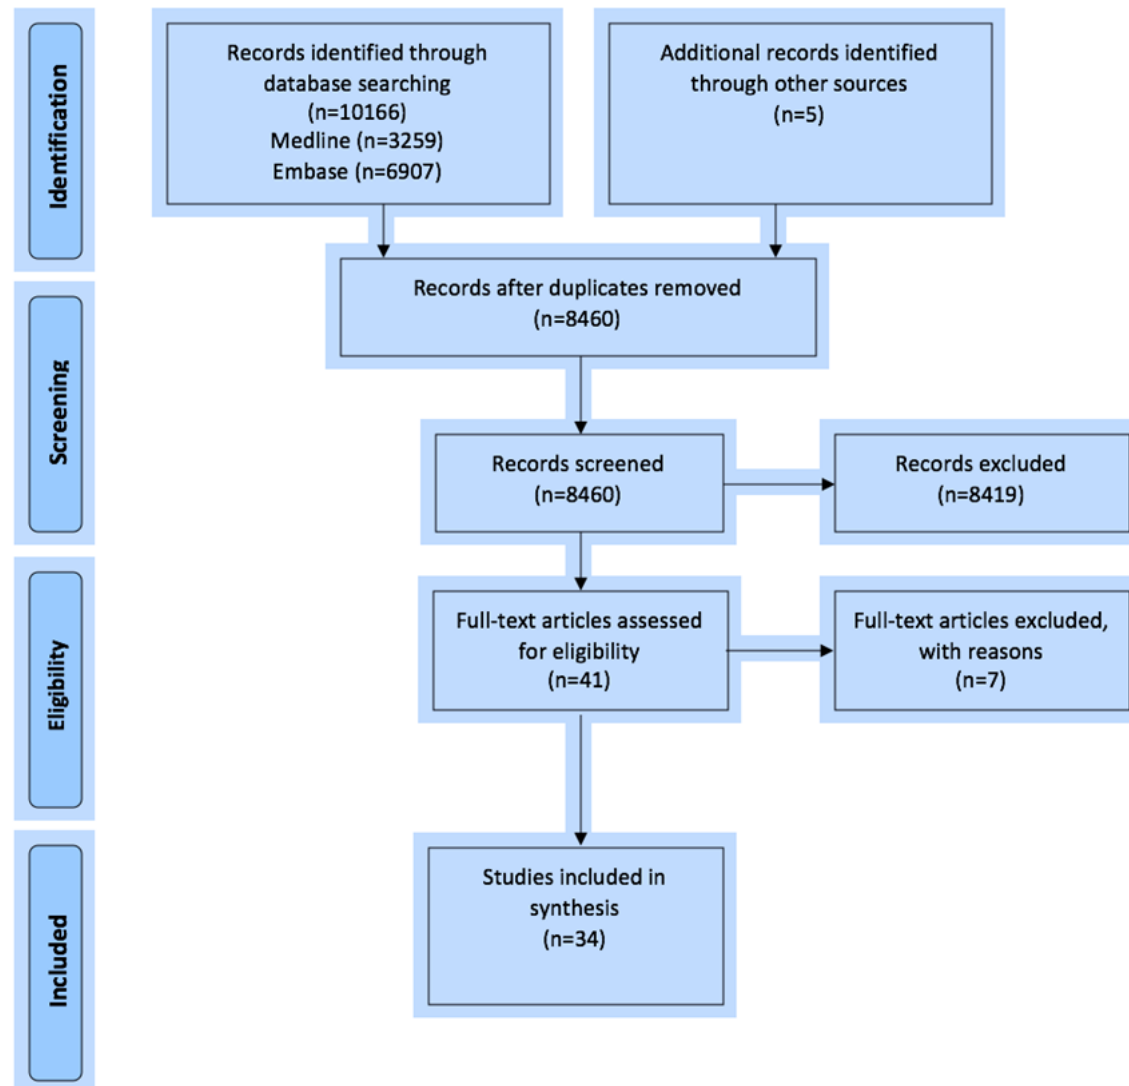 Identification
Records identified through
database searching
(n=10166)
Medline (n=3259)
Embase (n=6907)
Additional records identified
through other sources
(n=5)
Records after duplicates removed
(n=8460)
Screening
Records screened
(n=8460)
Records excluded
(n=8419)
Eligibility
Full-text articles assessed
for eligibility
(n=41)
Full-text articles excluded,
with reasons
(n=7)
Included
Studies included in
synthesis
(n=34)